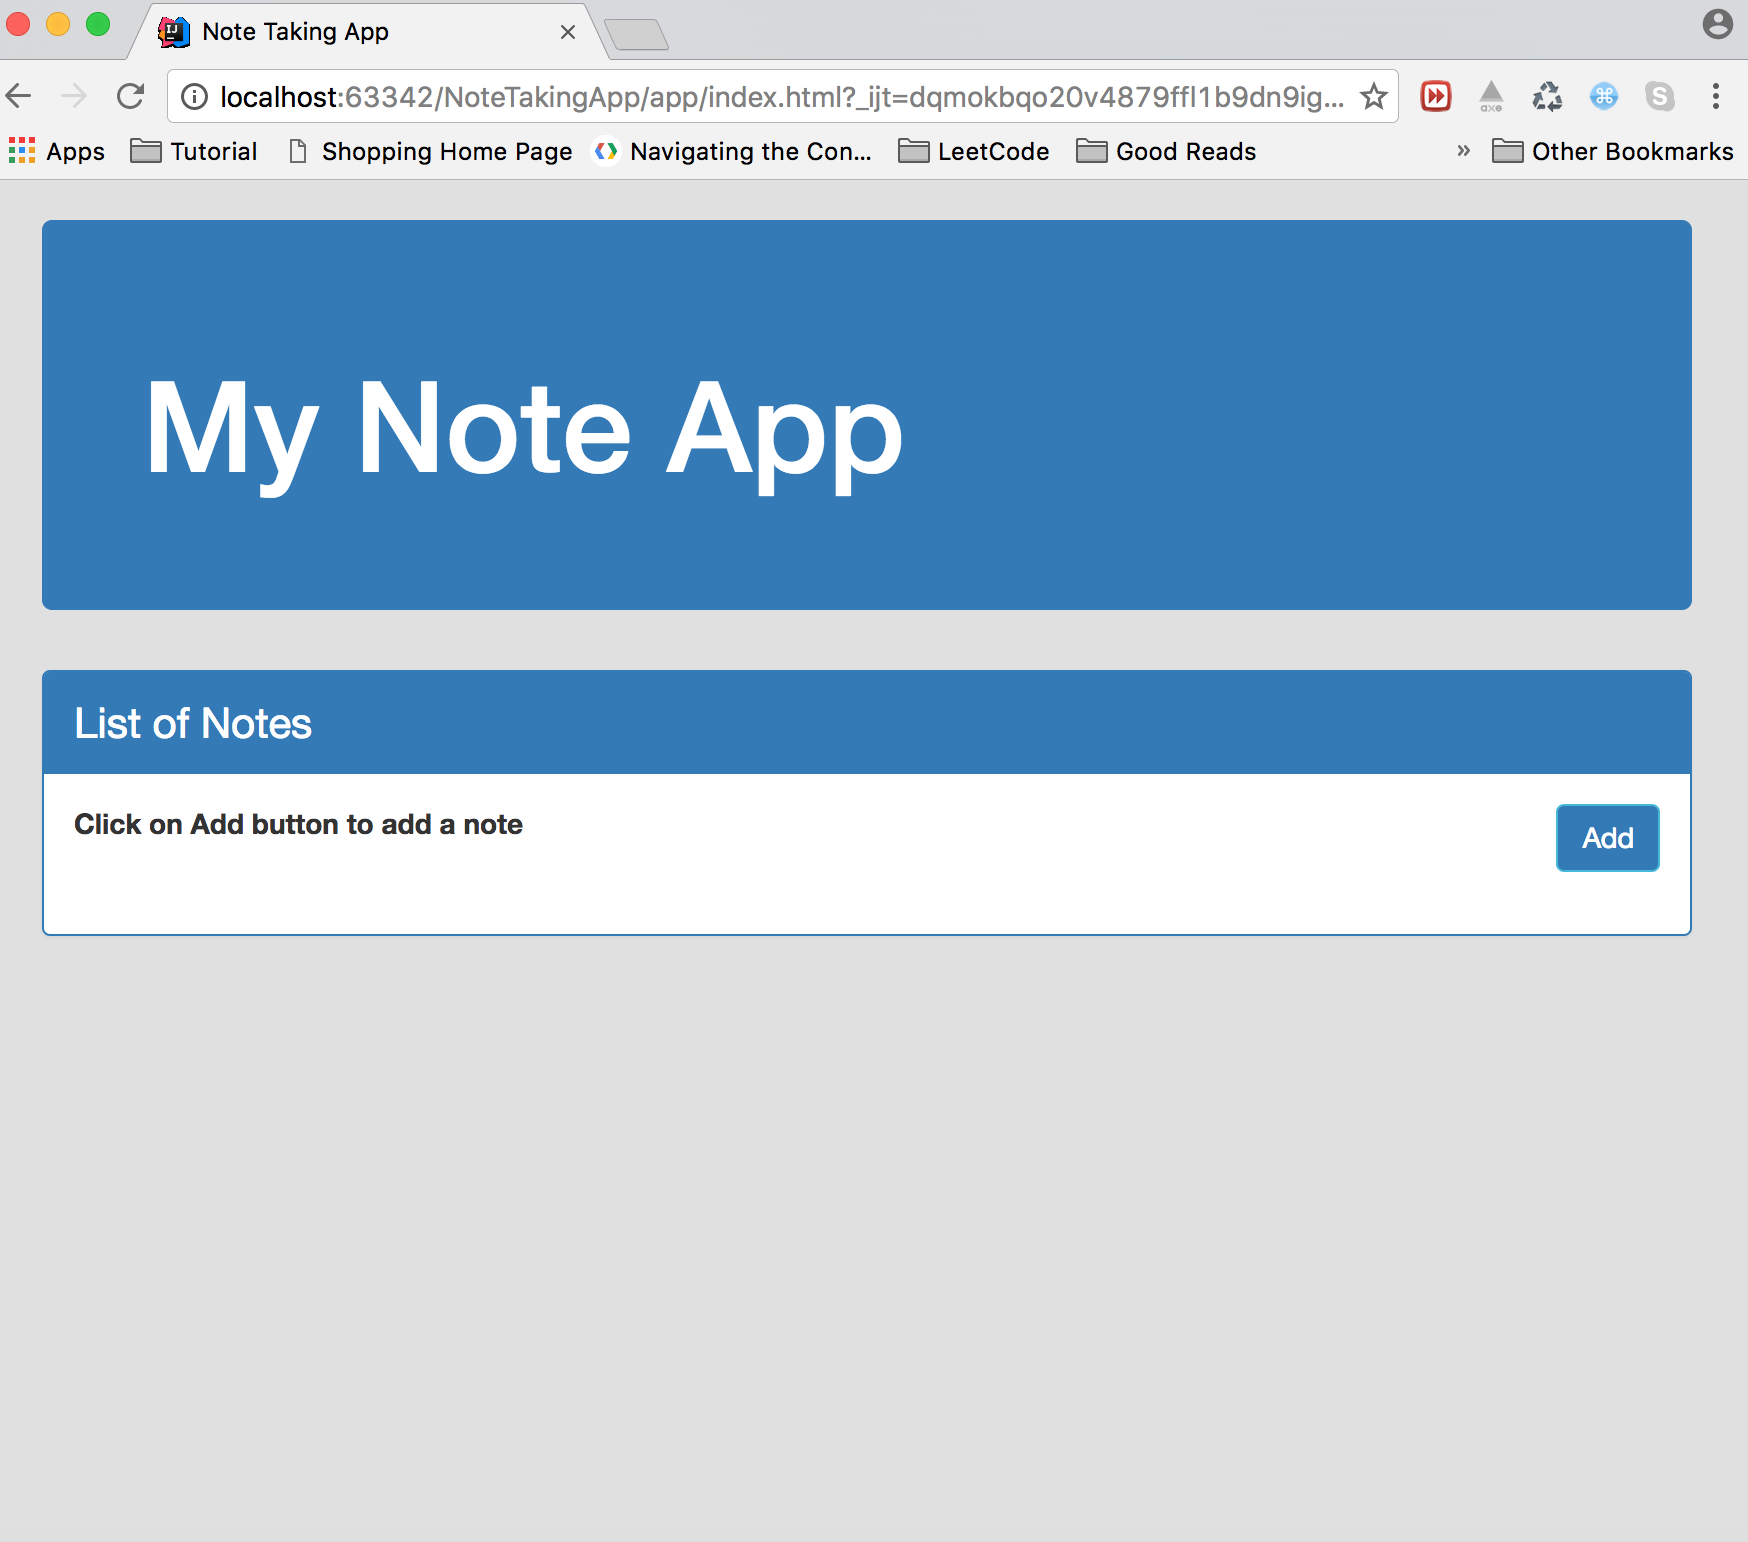 Note Taking App
localhost:63342/NoteTakingApp/app/index.html?_ijt=dqmokbqo20v4879ffl1b9dn9ig...
axe
S
Apps Tutorial Shopping Home Page Navigating the Con... LeetCode Good Reads » Other Bookmarks
My Note App
List of Notes
Click on Add button to add a note
Add